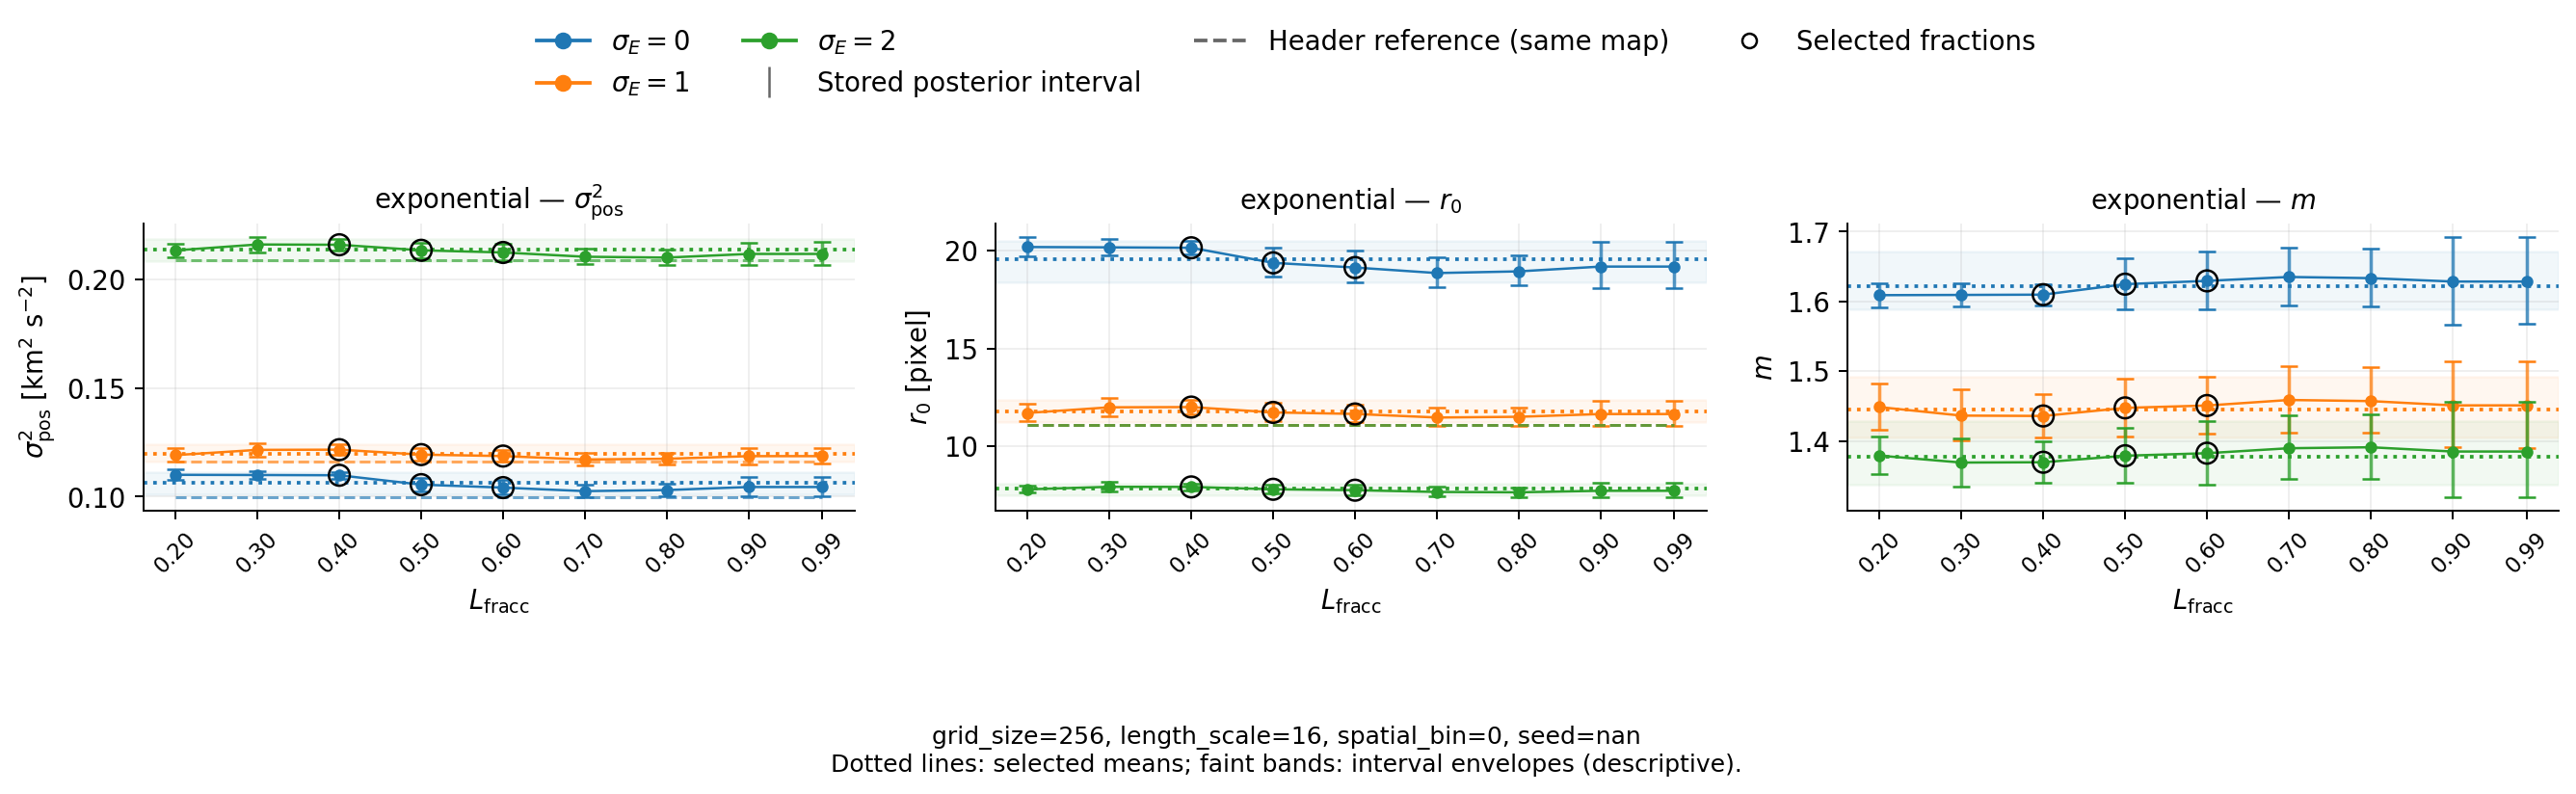 σ_E = 0
σ_E = 1
σ_E = 2
Stored posterior interval
Header reference (same map)
Selected fractions
exponential — σ²_pos
σ²_pos [km² s⁻²]
0.20
0.15
0.10
0.20 0.30 0.40 0.50 0.60 0.70 0.80 0.90 0.99
L_fracc
exponential — r₀
r₀ [pixel]
20
15
10
0.20 0.30 0.40 0.50 0.60 0.70 0.80 0.90 0.99
L_fracc
exponential — m
m
1.7
1.6
1.5
1.4
0.20 0.30 0.40 0.50 0.60 0.70 0.80 0.90 0.99
L_fracc
grid_size=256, length_scale=16, spatial_bin=0, seed=nan
Dotted lines: selected means; faint bands: interval envelopes (descriptive).